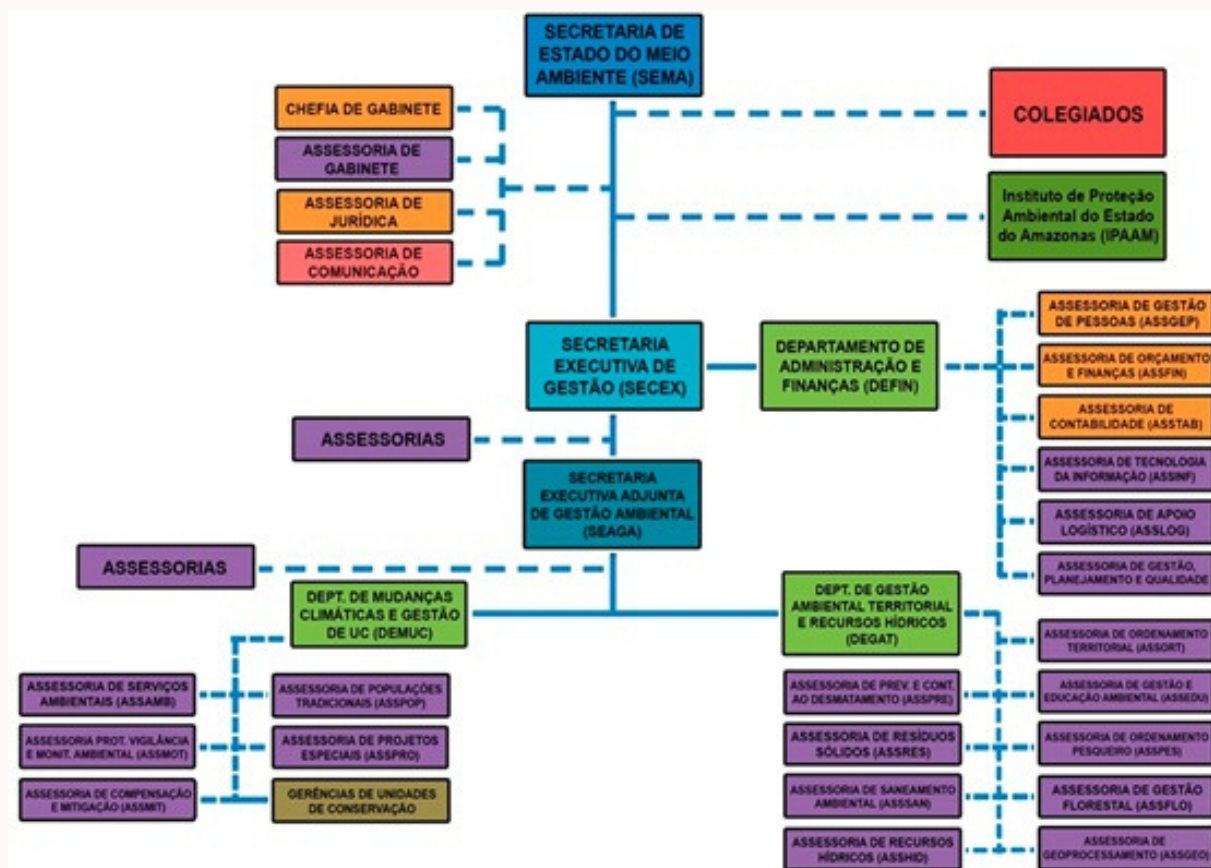 SECRETARIA DE
ESTADO DO MEIO
AMBIENTE (SEMA)
CHEFIA DE GABINETE
ASSESSORIA DE
GABINETE
ASSESSORIA DE
JURÍDICA
ASSESSORIA DE
COMUNICAÇÃO
COLEGIADOS
Instituto de Proteção
Ambiental do Estado
do Amazonas (IPAAM)
SECRETARIA
EXECUTIVA DE
GESTÃO (SECEX)
DEPARTAMENTO DE
ADMINISTRAÇÃO E
FINANÇAS (DEFIN)
ASSESSORIA DE GESTÃO
DE PESSOAS (ASSGEP)
ASSESSORIA DE ORÇAMENTO
E FINANÇAS (ASSFIN)
ASSESSORIA DE
CONTABILIDADE (ASSTAB)
ASSESSORIA DE TECNOLOGIA
DA INFORMAÇÃO (ASSINF)
ASSESSORIA DE APOIO
LOGÍSTICO (ASSLOG)
ASSESSORIA DE GESTÃO,
PLANEJAMENTO E QUALIDADE
ASSESSORIAS
SECRETARIA
EXECUTIVA ADJUNTA
DE GESTÃO AMBIENTAL
(SEAGA)
ASSESSORIAS
DEPT. DE MUDANÇAS
CLIMÁTICAS E GESTÃO
DE UC (DEMUC)
DEPT. DE GESTÃO
AMBIENTAL TERRITORIAL
E RECURSOS HÍDRICOS
(DEGAT)
ASSESSORIA DE SERVIÇOS
AMBIENTAIS (ASSAMB)
ASSESSORIA DE POPULAÇÕES
TRADICIONAIS (ASSPOP)
ASSESSORIA PROT. VIGILÂNCIA
E MONIT. AMBIENTAL (ASSMOT)
ASSESSORIA DE PROJETOS
ESPECIAIS (ASSPRO)
ASSESSORIA DE COMPENSAÇÃO
E MITIGAÇÃO (ASSMIT)
GERÊNCIAS DE UNIDADES
DE CONSERVAÇÃO
ASSESSORIA DE ORDENAMENTO
TERRITORIAL (ASSORT)
ASSESSORIA DE PREV. E CONT.
AO DESMATAMENTO (ASSPRE)
ASSESSORIA DE GESTÃO E
EDUCAÇÃO AMBIENTAL (ASSEDU)
ASSESSORIA DE RESÍDUOS
SÓLIDOS (ASSRES)
ASSESSORIA DE ORDENAMENTO
PESQUEIRO (ASSPES)
ASSESSORIA DE SANEAMENTO
AMBIENTAL (ASSSAN)
ASSESSORIA DE GESTÃO
FLORESTAL (ASSFLO)
ASSESSORIA DE RECURSOS
HÍDRICOS (ASSHID)
ASSESSORIA DE
GEOPROCESSAMENTO (ASSGEO)